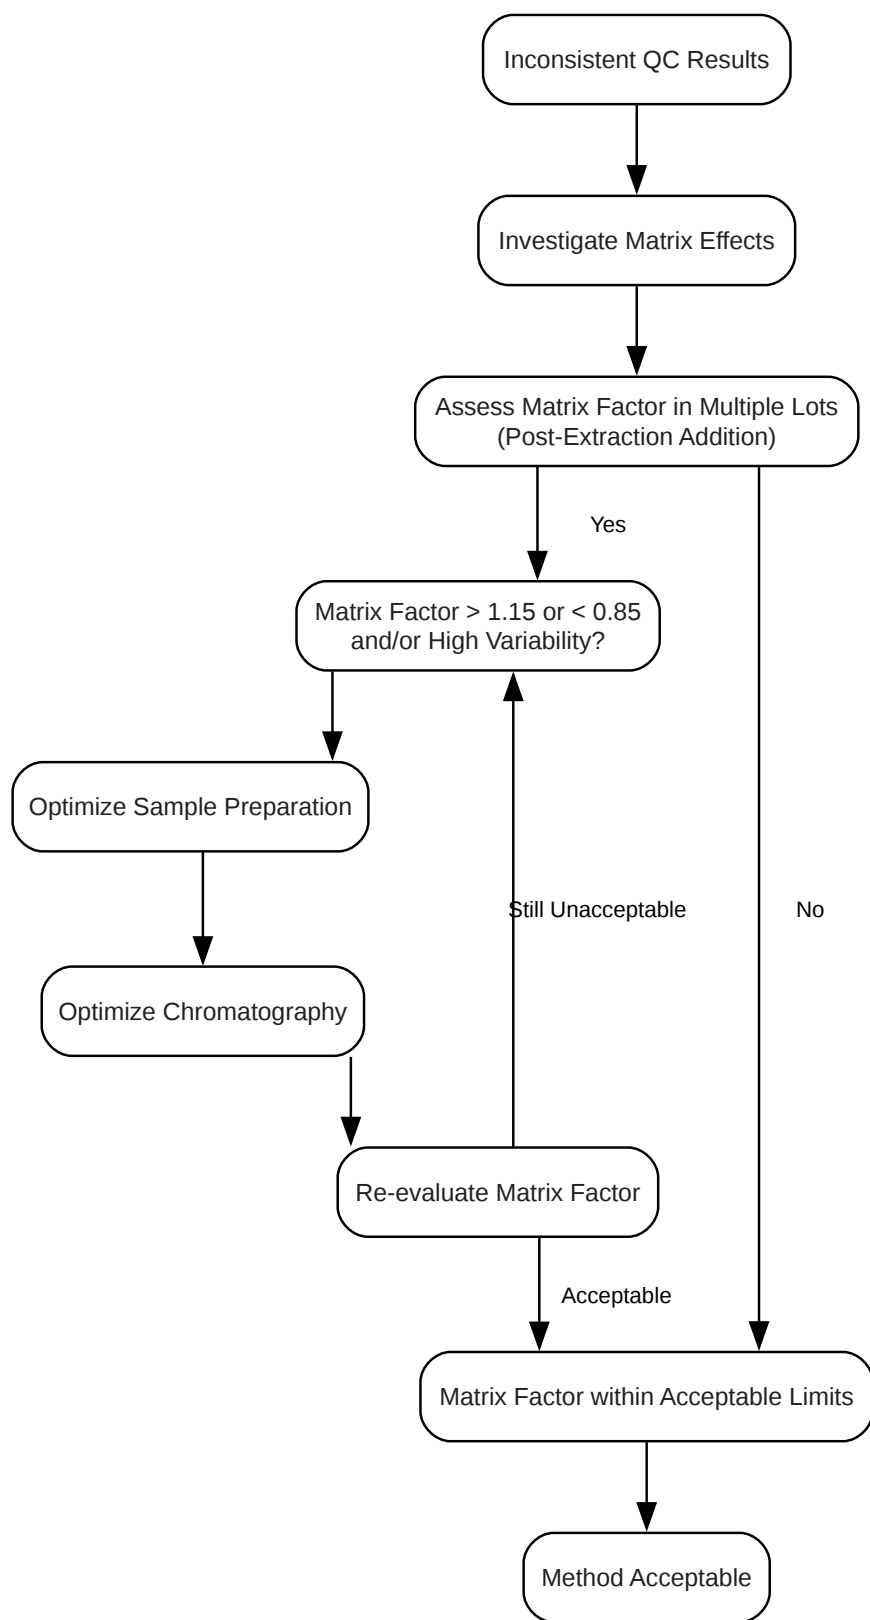 Inconsistent QC Results
Investigate Matrix Effects
Assess Matrix Factor in Multiple Lots
(Post-Extraction Addition)
Yes
Matrix Factor > 1.15 or < 0.85
and/or High Variability?
Optimize Sample Preparation
Still Unacceptable
No
Optimize Chromatography
Re-evaluate Matrix Factor
Acceptable
Matrix Factor within Acceptable Limits
Method Acceptable